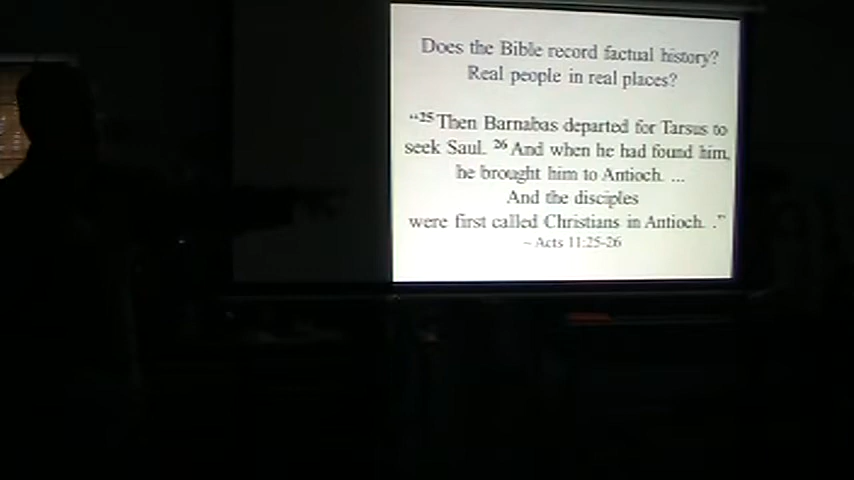 Does the Bible record factual history?
Real people in real places?
“25 Then Barnabas departed for Tarsus to
seek Saul. 26 And when he had found him,
he brought him to Antioch. ...
And the disciples
were first called Christians in Antioch. .”
~ Acts 11:25-26